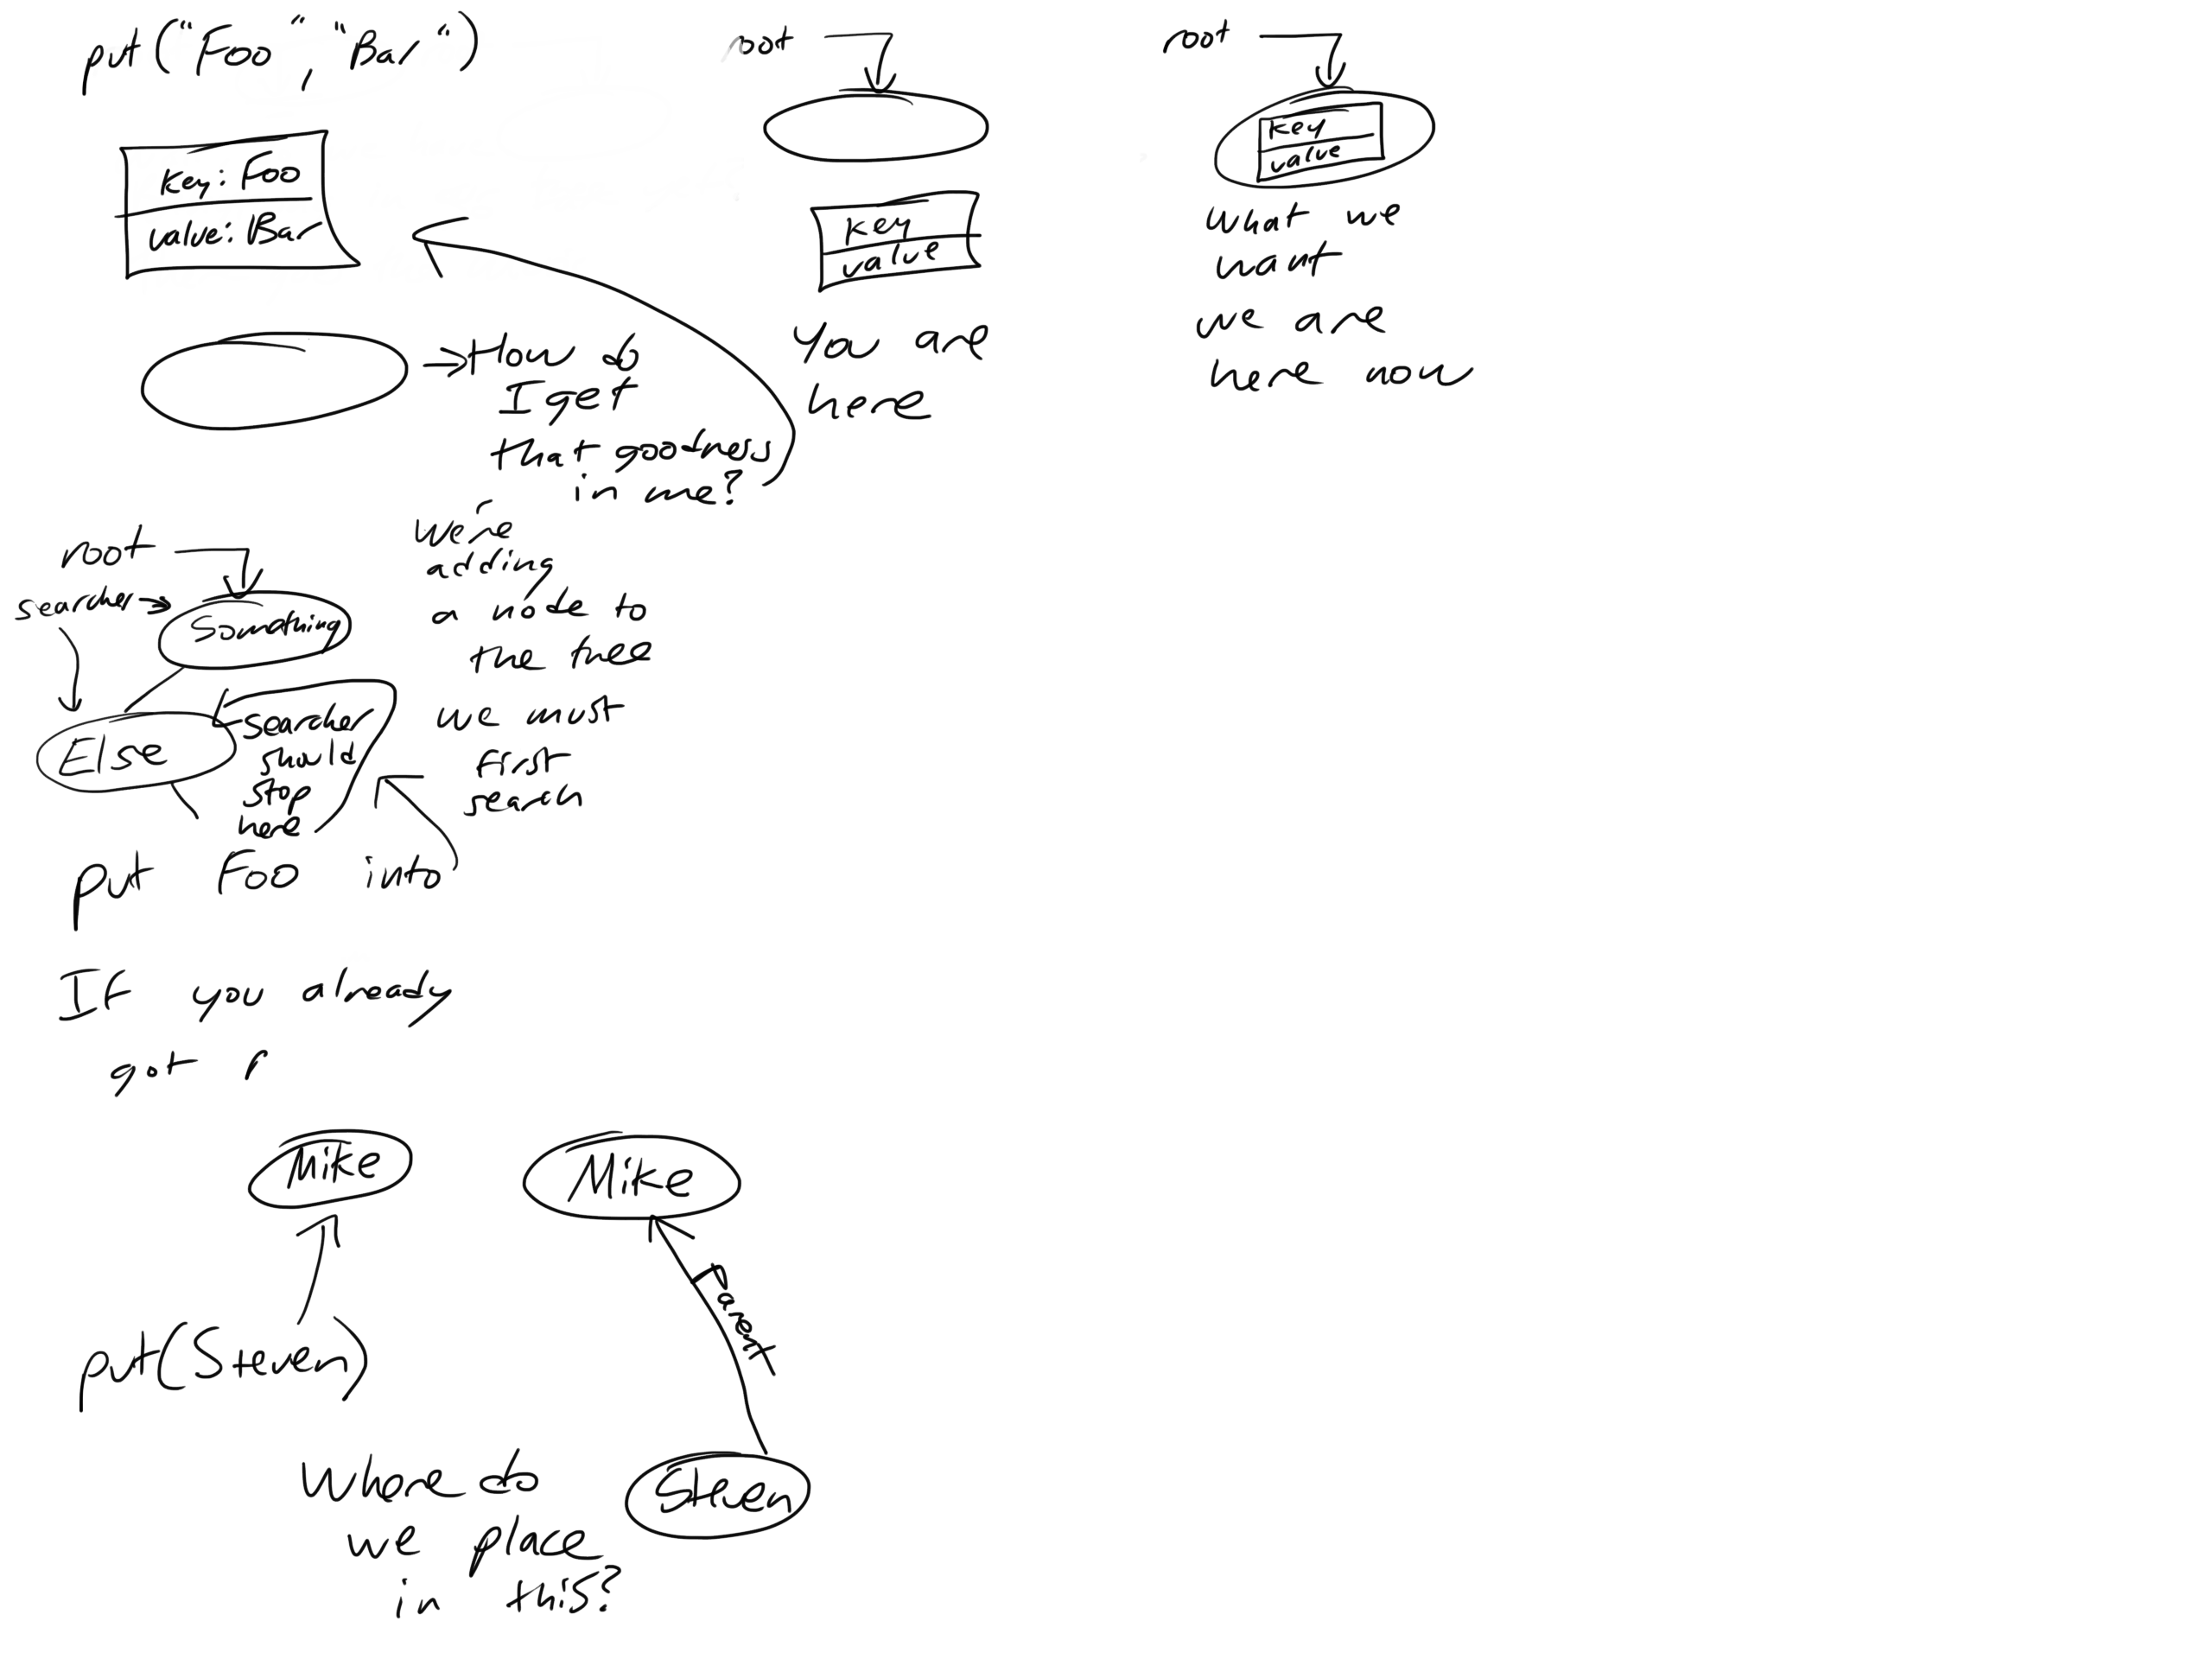 put ("Foo", "Bar")
key: Foo
value: Bar
How do
I get
that goodness
in me?
root
key
value
you are
here
root
key
value
what we
want
we are
here now
root
searcher
Something
Else
searcher
should
stop
here
we're
adding
a node to
the tree
we must
first
search
put Foo into
If you already
got
Mike
put(Steven)
Mike
Parent
Steven
Where do
we place
in this?